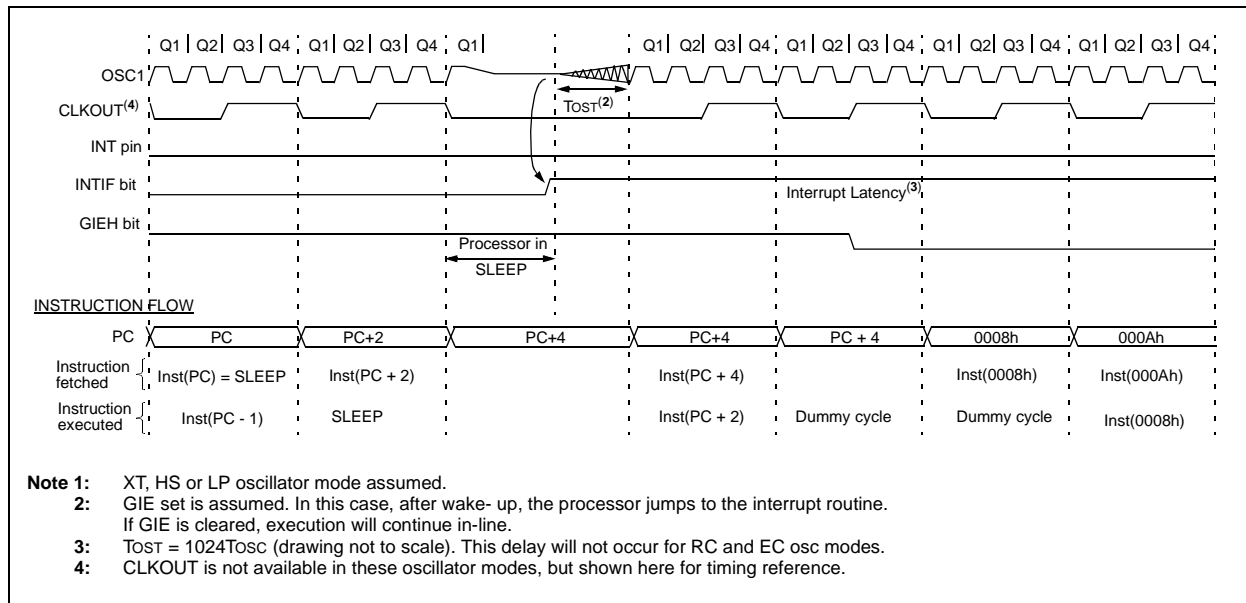 Q1 Q2 Q3 Q4 Q1 Q2 Q3 Q4 Q1 Q1 Q2 Q3 Q4 Q1 Q2 Q3 Q4 Q1 Q2 Q3 Q4 Q1 Q2 Q3 Q4
OSC1
TOST(2)
CLKOUT(4)
INT pin
INTIF bit
Interrupt Latency(3)
GIEH bit
Processor in
SLEEP
INSTRUCTION FLOW
PC PC PC+2 PC+4 PC+4 PC + 4 0008h 000Ah
Instruction
fetched
Inst(PC) = SLEEP Inst(PC + 2) Inst(PC + 4) Inst(0008h) Inst(000Ah)
Instruction
executed
Inst(PC - 1) SLEEP Inst(PC + 2) Dummy cycle Dummy cycle Inst(0008h)
Note 1: XT, HS or LP oscillator mode assumed.
2: GIE set is assumed. In this case, after wake- up, the processor jumps to the interrupt routine.
If GIE is cleared, execution will continue in-line.
3: TOST = 1024TOSC (drawing not to scale). This delay will not occur for RC and EC osc modes.
4: CLKOUT is not available in these oscillator modes, but shown here for timing reference.